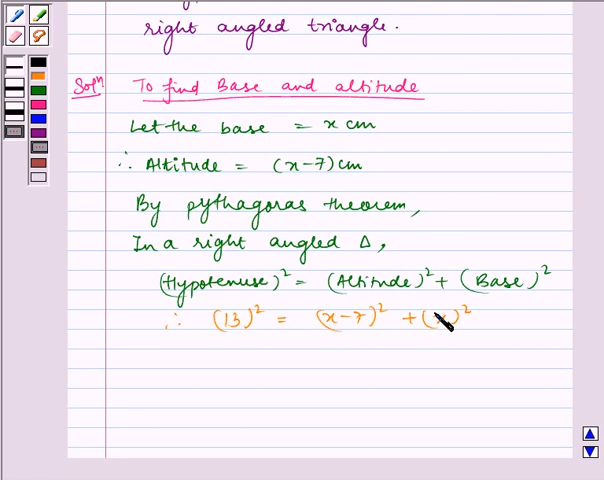 right angled triangle.
Solⁿ To find Base and altitude
Let the base = x cm
∴ Altitude = (x-7) cm
By pythagoras theorem,
In a right angled Δ,
(Hypotenuse)² = (Altitude)² + (Base)²
∴ (13)² = (x-7)² + (x)²